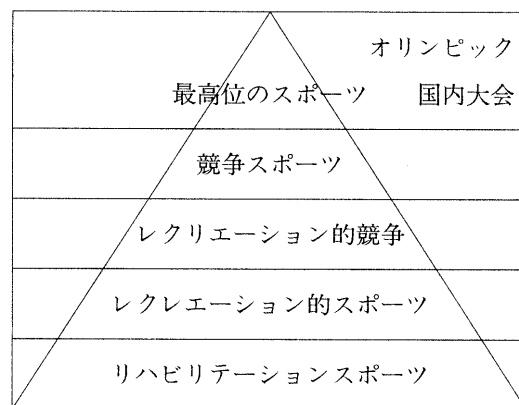 オリンピック
最高位のスポーツ 国内大会
競争スポーツ
レクリエーション的競争
レクレエーション的スポーツ
リハビリテーションスポーツ